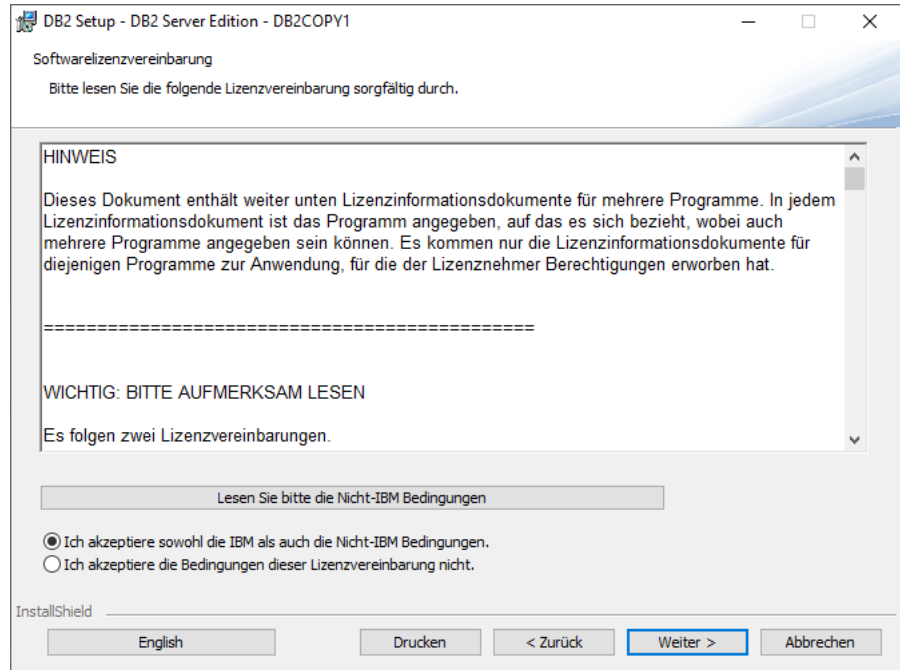 DB2 Setup - DB2 Server Edition - DB2COPY1
Softwarelizenzvereinbarung
Bitte lesen Sie die folgende Lizenzvereinbarung sorgfältig durch.
HINWEIS
Dieses Dokument enthält weiter unten Lizenzinformationsdokumente für mehrere Programme. In jedem
Lizenzinformationsdokument ist das Programm angegeben, auf das es sich bezieht, wobei auch
mehrere Programme angegeben sein können. Es kommen nur die Lizenzinformationsdokumente für
diejenigen Programme zur Anwendung, für die der Lizenznehmer Berechtigungen erworben hat.
==============================================
WICHTIG: BITTE AUFMERKSAM LESEN
Es folgen zwei Lizenzvereinbarungen.
Lesen Sie bitte die Nicht-IBM Bedingungen
Ich akzeptiere sowohl die IBM als auch die Nicht-IBM Bedingungen.
Ich akzeptiere die Bedingungen dieser Lizenzvereinbarung nicht.
InstallShield
English Drucken < Zurück Weiter > Abbrechen